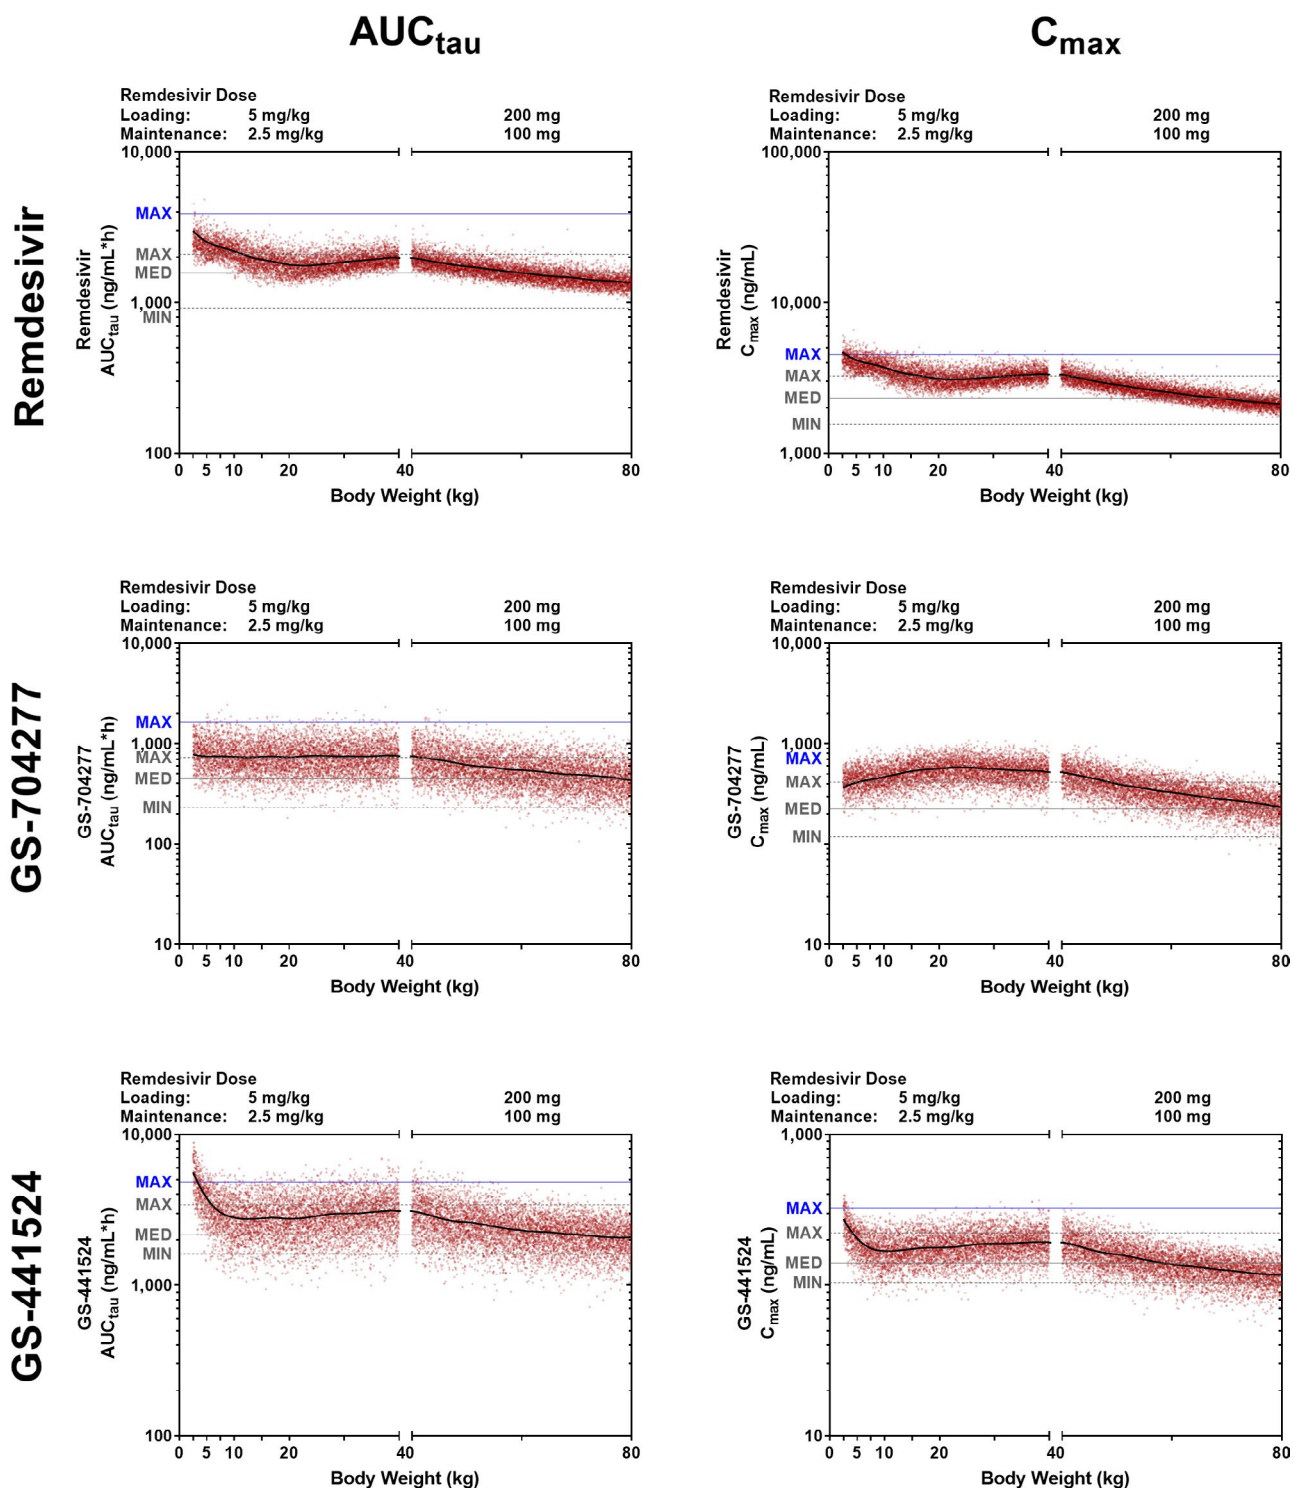 AUCtau
Cmax
Remdesivir
Remdesivir Dose
Loading: 5 mg/kg 200 mg
Maintenance: 2.5 mg/kg 100 mg
10,000
1,000
100
MAX
MAX
MED
MIN
Remdesivir
AUCtau (ng/mL*h)
0 5 10 20 40 80
Body Weight (kg)
Remdesivir Dose
Loading: 5 mg/kg 200 mg
Maintenance: 2.5 mg/kg 100 mg
100,000
10,000
1,000
MAX
MAX
MED
MIN
Remdesivir
Cmax (ng/mL)
0 5 10 20 40 80
Body Weight (kg)
GS-704277
Remdesivir Dose
Loading: 5 mg/kg 200 mg
Maintenance: 2.5 mg/kg 100 mg
10,000
1,000
100
10
MAX
MAX
MED
MIN
GS-704277
AUCtau (ng/mL*h)
0 5 10 20 40 80
Body Weight (kg)
Remdesivir Dose
Loading: 5 mg/kg 200 mg
Maintenance: 2.5 mg/kg 100 mg
10,000
1,000
10
MAX
MAX
MED
MIN
GS-704277
Cmax (ng/mL)
0 5 10 20 40 80
Body Weight (kg)
GS-441524
Remdesivir Dose
Loading: 5 mg/kg 200 mg
Maintenance: 2.5 mg/kg 100 mg
10,000
1,000
100
MAX
MAX
MED
MIN
GS-441524
AUCtau (ng/mL*h)
0 5 10 20 40 80
Body Weight (kg)
Remdesivir Dose
Loading: 5 mg/kg 200 mg
Maintenance: 2.5 mg/kg 100 mg
1,000
10
MAX
MAX
MED
MIN
GS-441524
Cmax (ng/mL)
0 5 10 20 40 80
Body Weight (kg)